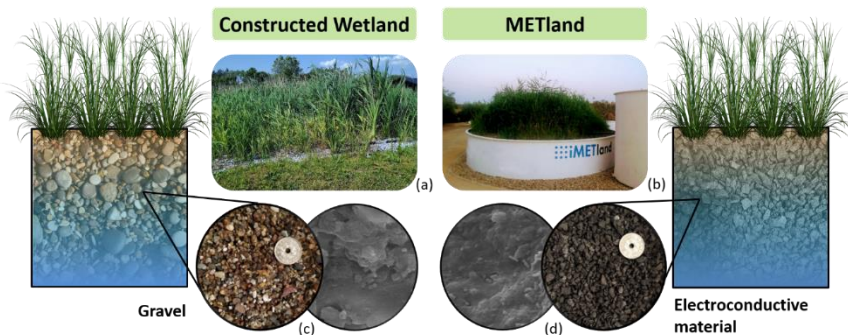 Constructed Wetland
METland
iMETland
(a)
(b)
Gravel
(c)
(d)
Electroconductive
material